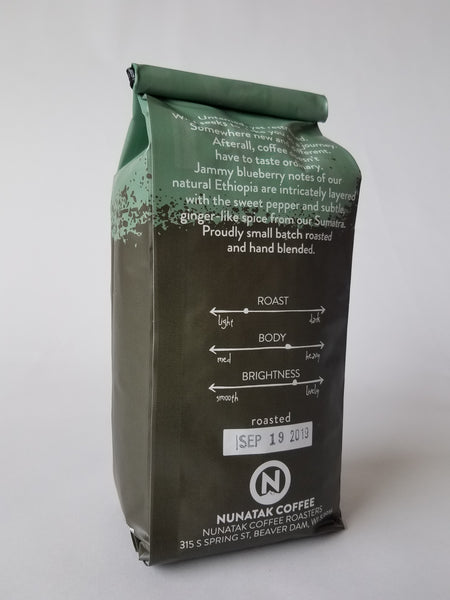 seeks
Somewhere new journey.
Afterall, coffee
have to taste
Jammy blueberry notes of our
natural Ethiopia are intricately layered
with the sweet pepper and subtle,
ginger-like spice from our Sumatra.
Proudly small batch roasted
and hand blended.
ROAST
light dark
BODY
med heavy
BRIGHTNESS
smooth lively
roasted
SEP 19 2019
N
NUNATAK COFFEE
NUNATAK COFFEE ROASTERS
315 S SPRING ST, BEAVER DAM, WI